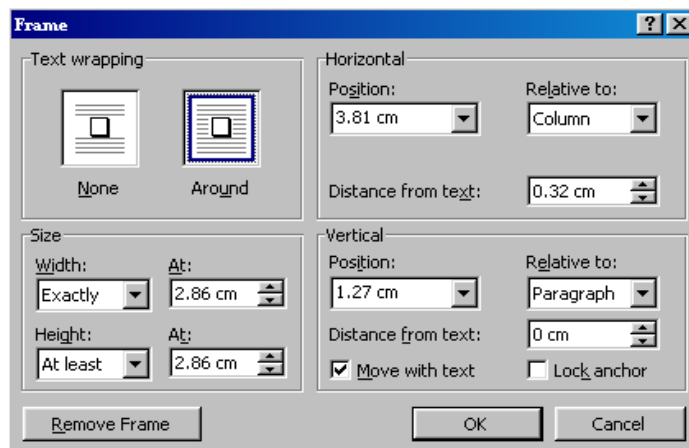 Frame
Text wrapping
None
Around
Horizontal
Position:
Relative to:
3.81 cm
Column
Distance from text:
0.32 cm
Size
Width:
At:
Exactly
2.86 cm
Height:
At:
At least
2.86 cm
Vertical
Position:
Relative to:
1.27 cm
Paragraph
Distance from text:
0 cm
Move with text
Lock anchor
Remove Frame
OK
Cancel